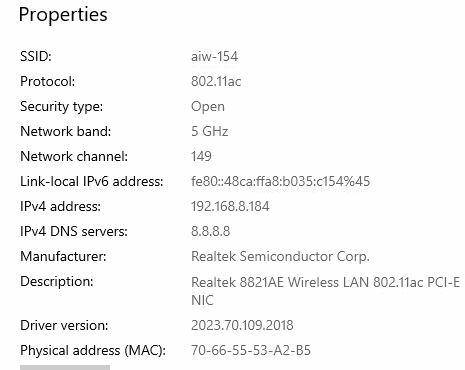 Properties
SSID: aiw-154
Protocol: 802.11ac
Security type: Open
Network band: 5 GHz
Network channel: 149
Link-local IPv6 address: fe80::48ca:ffa8:b035:c154%45
IPv4 address: 192.168.8.184
IPv4 DNS servers: 8.8.8.8
Manufacturer: Realtek Semiconductor Corp.
Description: Realtek 8821AE Wireless LAN 802.11ac PCI-E
NIC
Driver version: 2023.70.109.2018
Physical address (MAC): 70-66-55-53-A2-B5